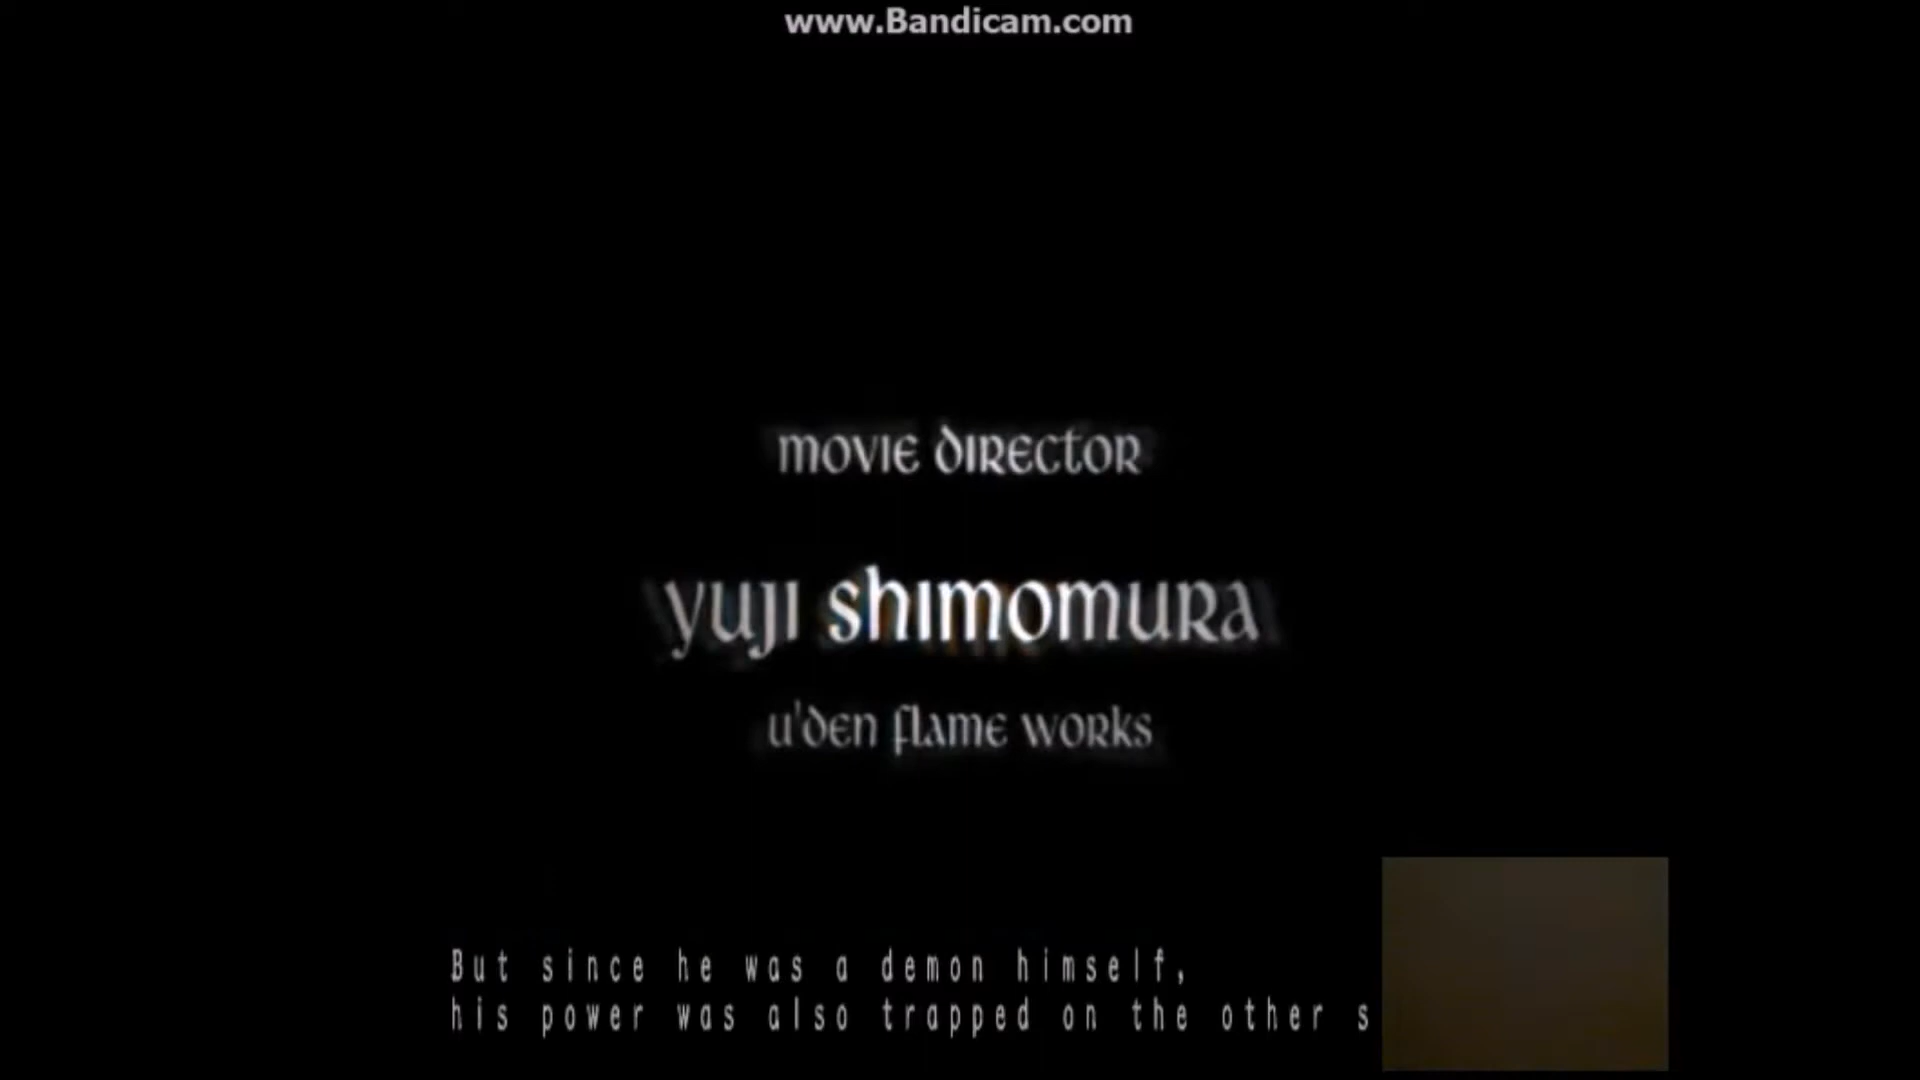 www.Bandicam.com
movie director
yuji shimomura
u'den flame works
But since he was a demon himself,
his power was also trapped on the other s